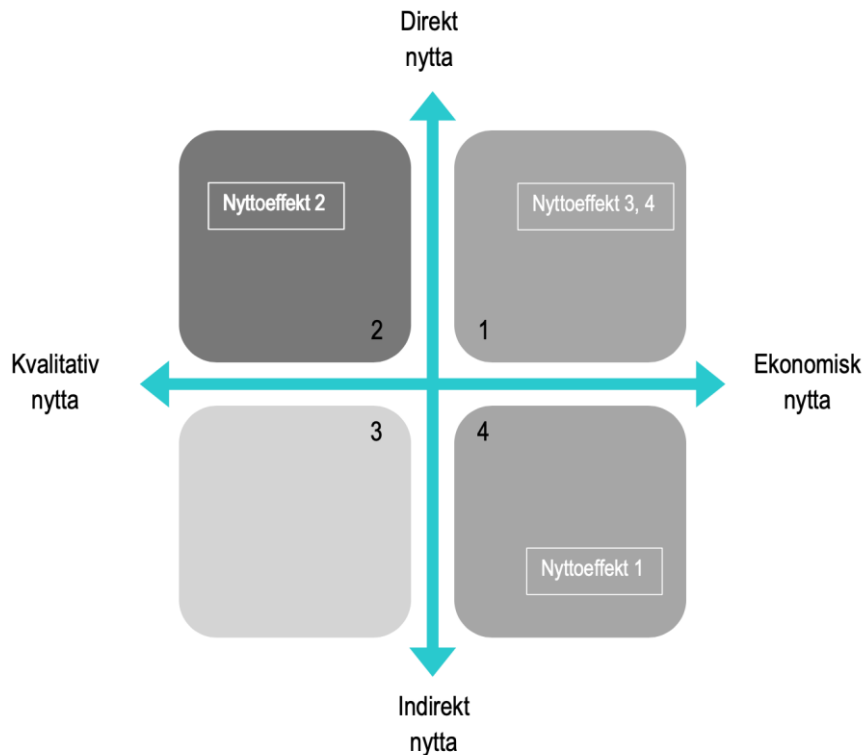 Direkt
nytta
Nyttoeffekt 2
Nyttoeffekt 3, 4
2
1
Kvalitativ
nytta
Ekonomisk
nytta
3
4
Nyttoeffekt 1
Indirekt
nytta